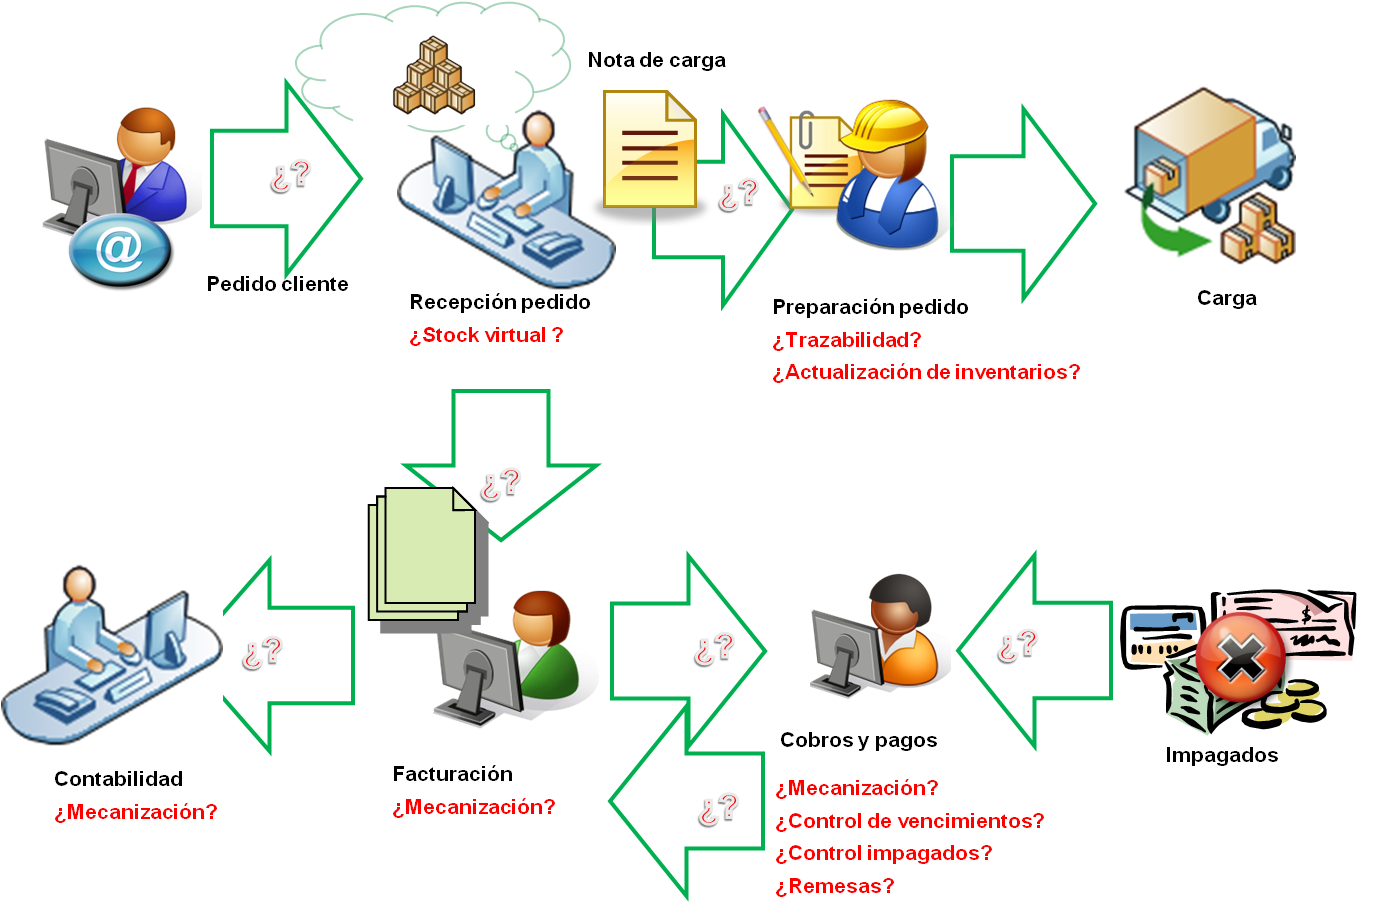 Nota de carga
¿?
¿?
@
Pedido cliente
Recepción pedido
¿Stock virtual ?
Preparación pedido
¿Trazabilidad?
¿Actualización de inventarios?
Carga
¿?
¿?
¿?
¿?
$
Contabilidad
¿Mecanización?
Facturación
¿Mecanización?
¿?
Cobros y pagos
¿Mecanización?
¿Control de vencimientos?
¿Control impagados?
¿Remesas?
Impagados